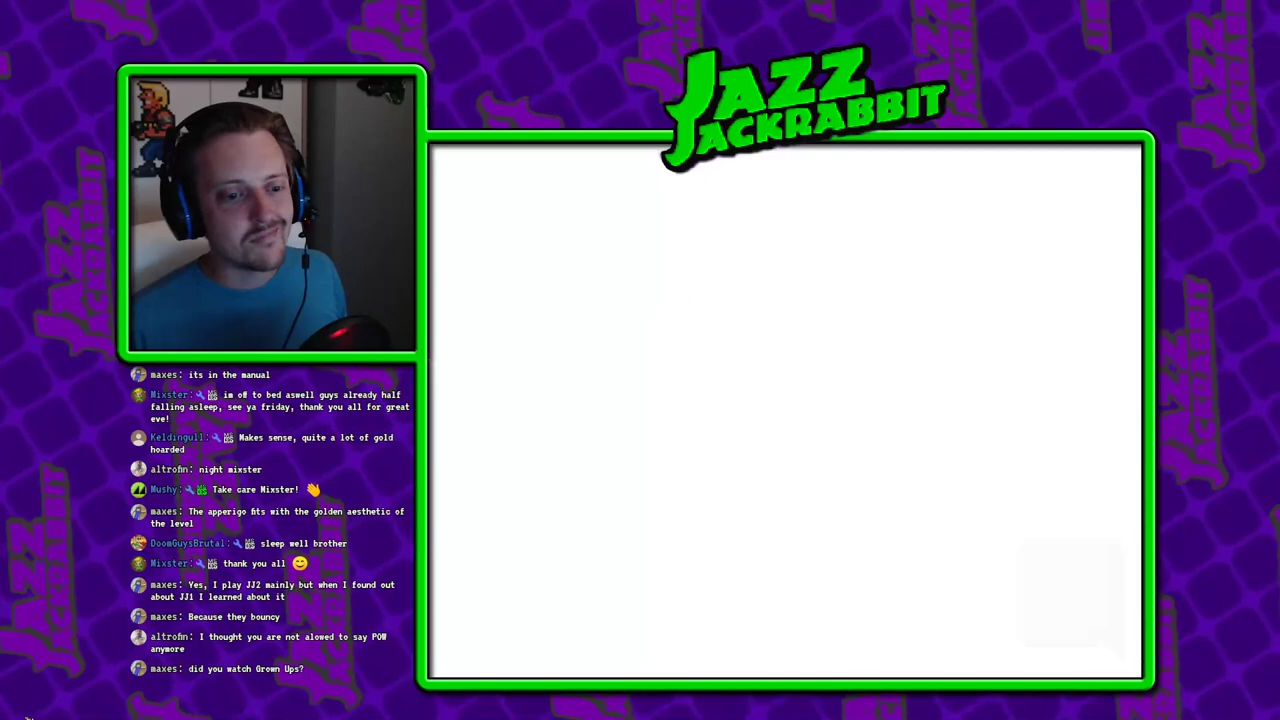 JAZZ
JACKRABBIT
maxes: its in the manual
Mixster: im off to bed aswell guys already half
falling asleep, see ya friday, thank you all for great
eve!
Keldingull: Makes sense, quite a lot of gold
hoarded
altrofin: night mixster
Mushy: Take care Mixster! 👋
maxes: The apperigo fits with the golden aesthetic of
the level
DoomGuysBrutal: sleep well brother
Mixster: thank you all 😊
maxes: Yes, I play JJ2 mainly but when I found out
about JJ1 I learned about it
maxes: Because they bouncy
altrofin: I thought you are not alowed to say POW
anymore
maxes: did you watch Grown Ups?